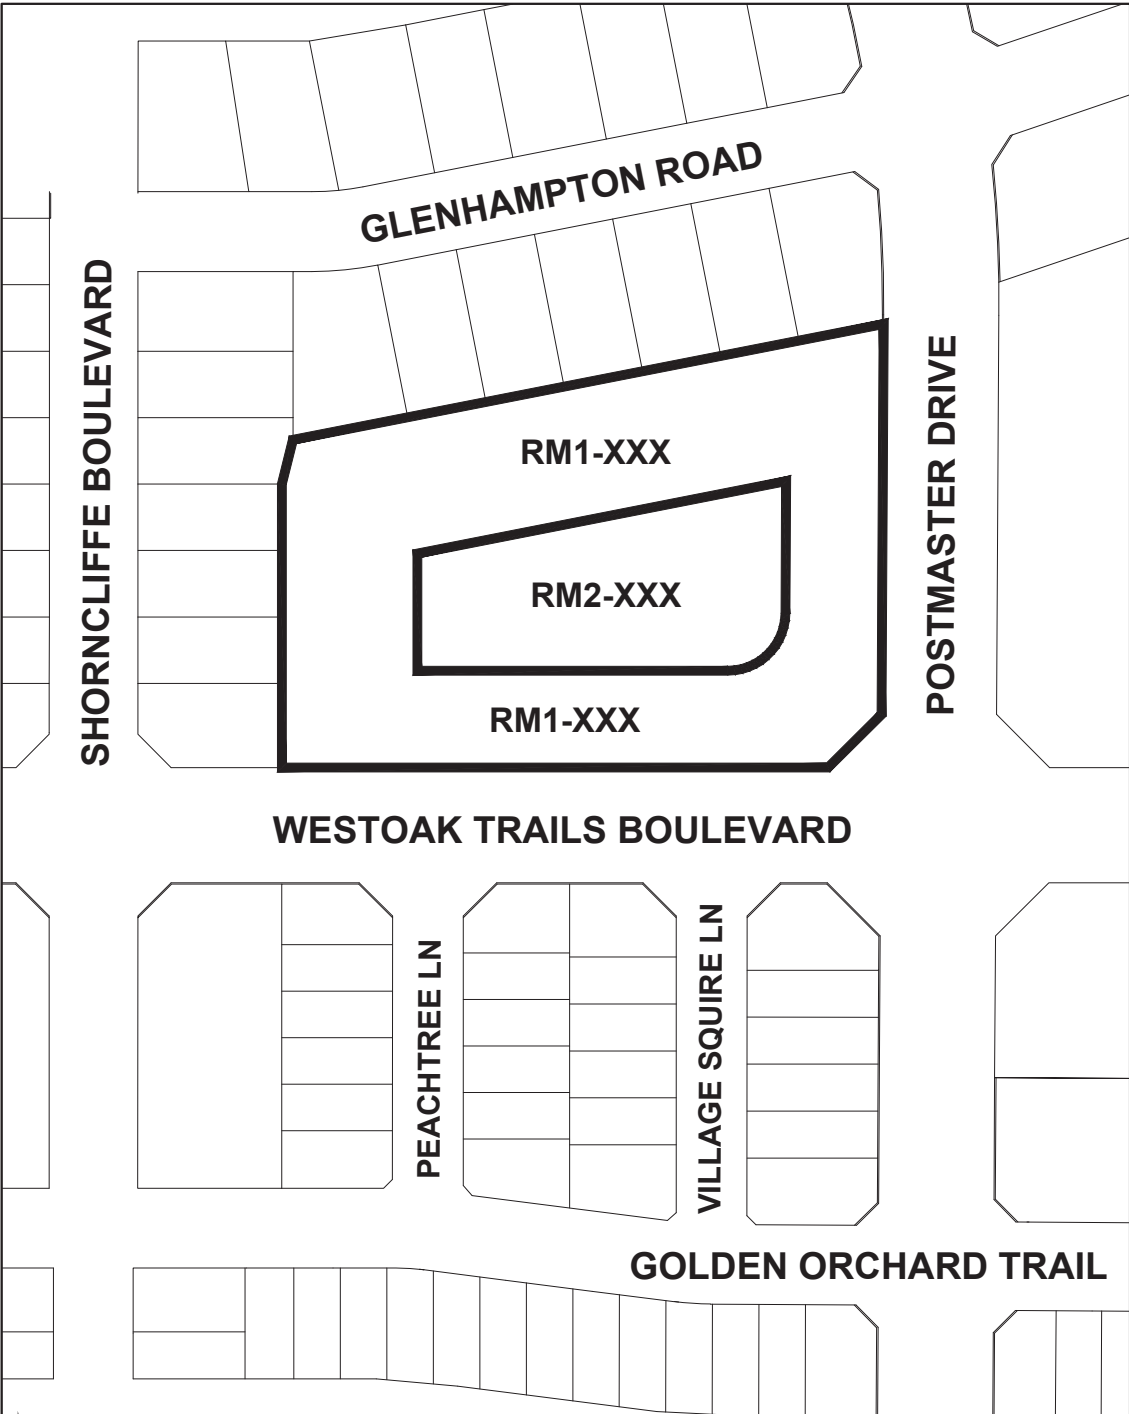 GLENHAMPTON ROAD
SHORNCLIFFE BOULEVARD
POSTMASTER DRIVE
RM1-XXX
RM2-XXX
RM1-XXX
WESTOAK TRAILS BOULEVARD
PEACHTREE LN
VILLAGE SQUIRE LN
GOLDEN ORCHARD TRAIL